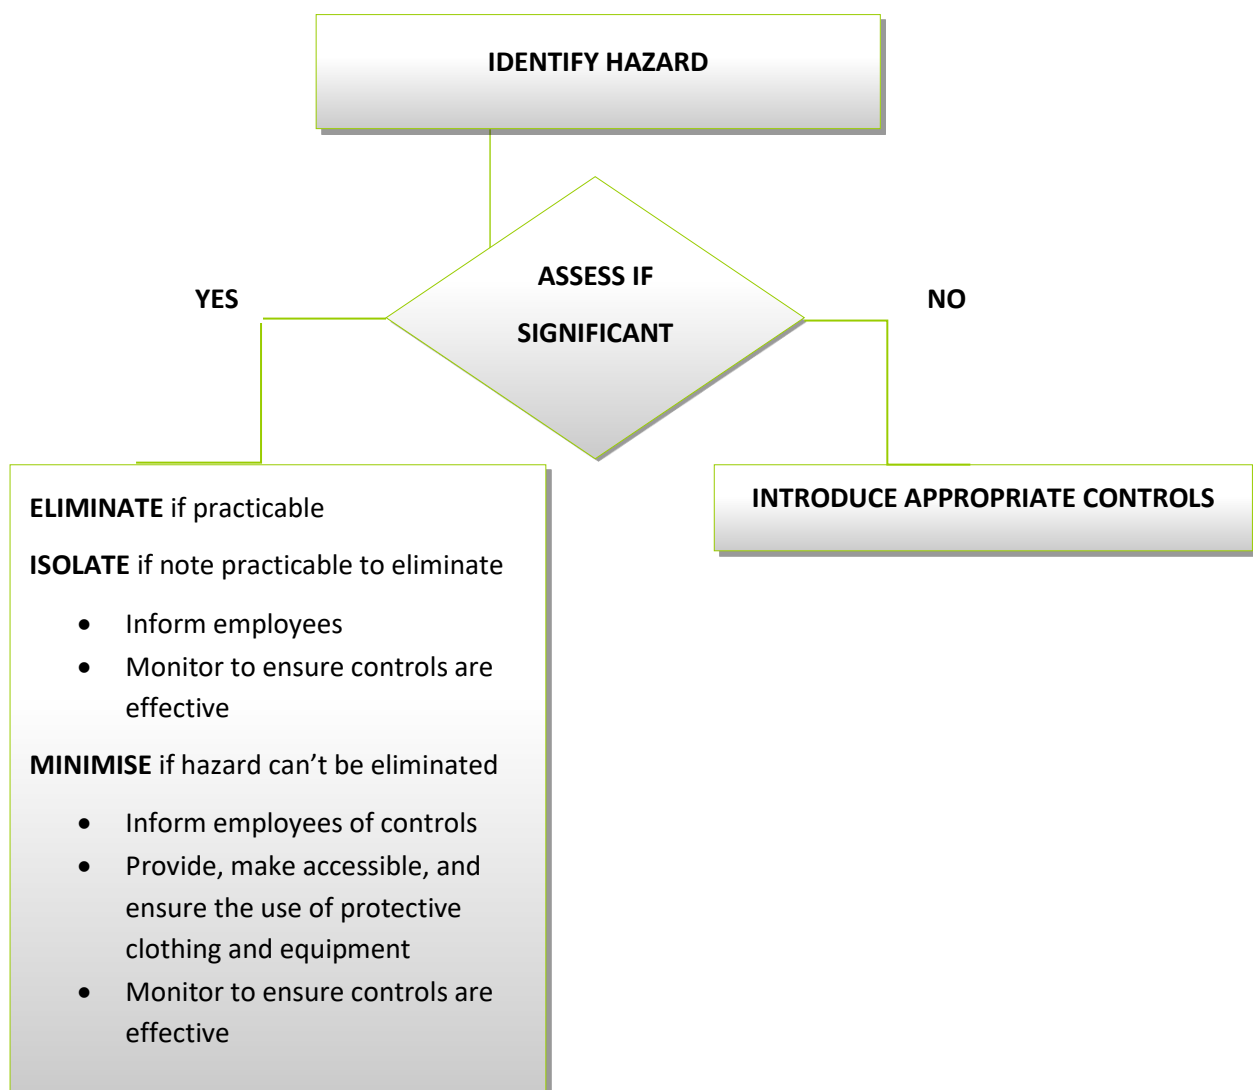 IDENTIFY HAZARD
ASSESS IF
SIGNIFICANT
YES
NO
ELIMINATE if practicable
ISOLATE if note practicable to eliminate
• Inform employees
• Monitor to ensure controls are
effective
MINIMISE if hazard can’t be eliminated
• Inform employees of controls
• Provide, make accessible, and
ensure the use of protective
clothing and equipment
• Monitor to ensure controls are
effective
INTRODUCE APPROPRIATE CONTROLS